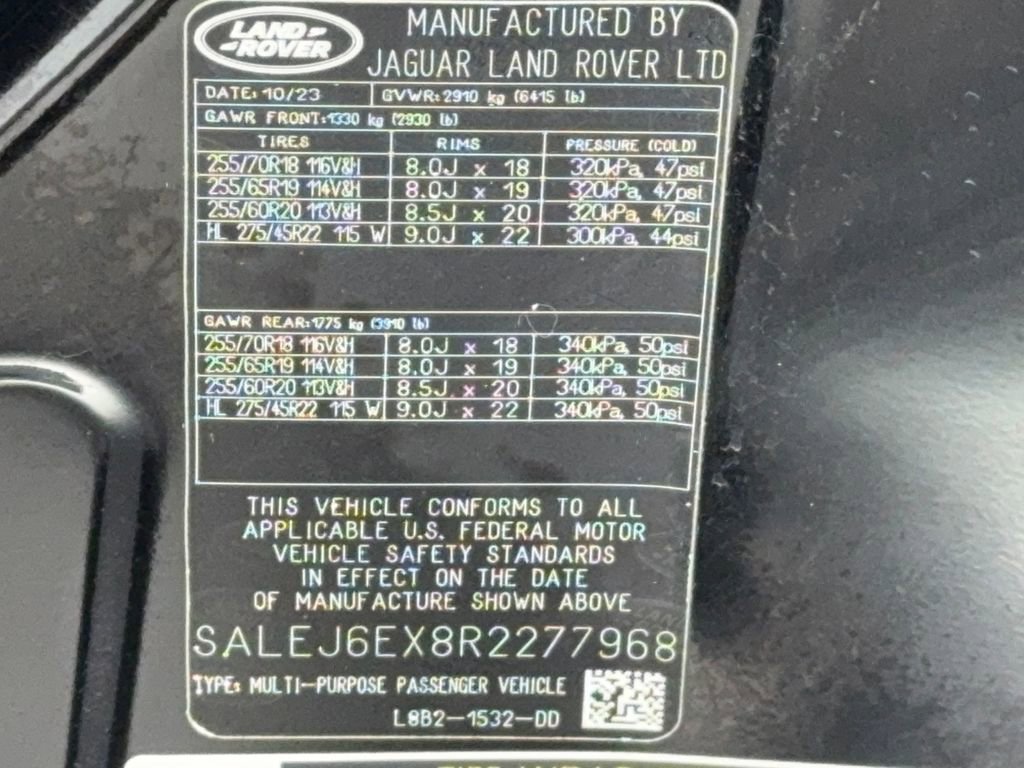 LAND ROVER
MANUFACTURED BY
JAGUAR LAND ROVER LTD
DATE: 10/23 GVWR: 2910 kg (6415 lb)
GAWR FRONT: 1330 kg (2930 lb)
TIRES RIMS PRESSURE (COLD)
255/70R18 116V&H 8.0J x 18 320kPa, 47psi
255/65R19 114V&H 8.0J x 19 320kPa, 47psi
255/60R20 113V&H 8.5J x 20 320kPa, 47psi
HL 275/45R22 115 W 9.0J x 22 300kPa, 44psi
GAWR REAR: 1775 kg (3910 lb)
255/70R18 116V&H 8.0J x 18 340kPa, 50psi
255/65R19 114V&H 8.0J x 19 340kPa, 50psi
255/60R20 113V&H 8.5J x 20 340kPa, 50psi
HL 275/45R22 115 W 9.0J x 22 340kPa, 50psi
THIS VEHICLE CONFORMS TO ALL
APPLICABLE U.S. FEDERAL MOTOR
VEHICLE SAFETY STANDARDS
IN EFFECT ON THE DATE
OF MANUFACTURE SHOWN ABOVE
SALEJ6EX8R2277968
TYPE: MULTI-PURPOSE PASSENGER VEHICLE
L8B2-1532-DD